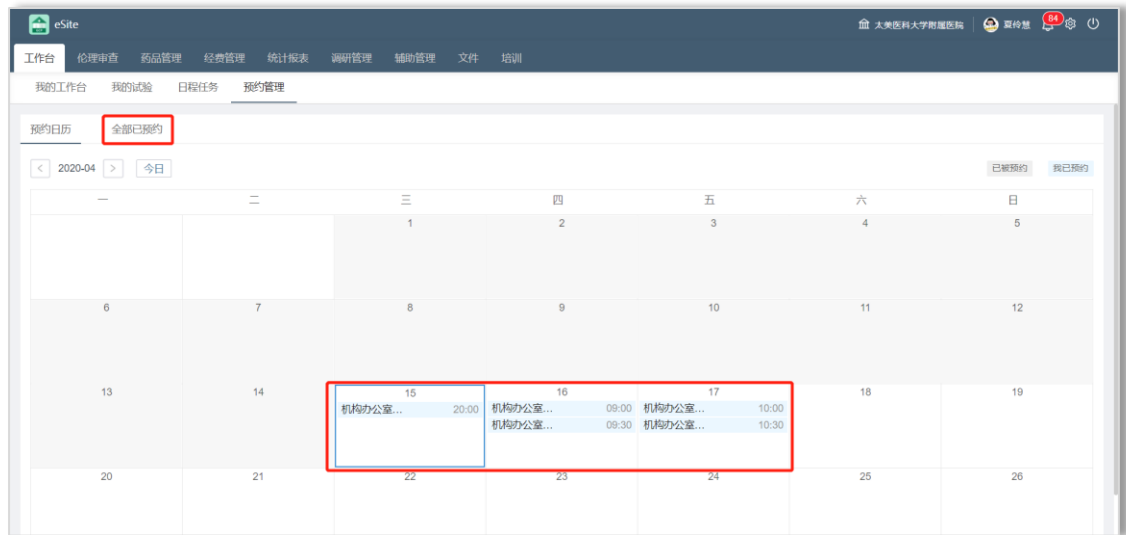 eSite 太美医科大学附属医院 夏伶慧 84
工作台 伦理审查 药品管理 经费管理 统计报表 调研管理 辅助管理 文件 培训
我的工作台 我的试验 日程任务 预约管理
预约日历 全部已预约
< 2020-04 > 今日 已被预约 我已预约
一 二 三 四 五 六 日
1 2 3 4 5
6 7 8 9 10 11 12
13 14 15 16 17 18 19
机构办公室... 20:00 机构办公室... 09:00 机构办公室... 10:00
机构办公室... 09:30 机构办公室... 10:30
20 21 22 23 24 25 26